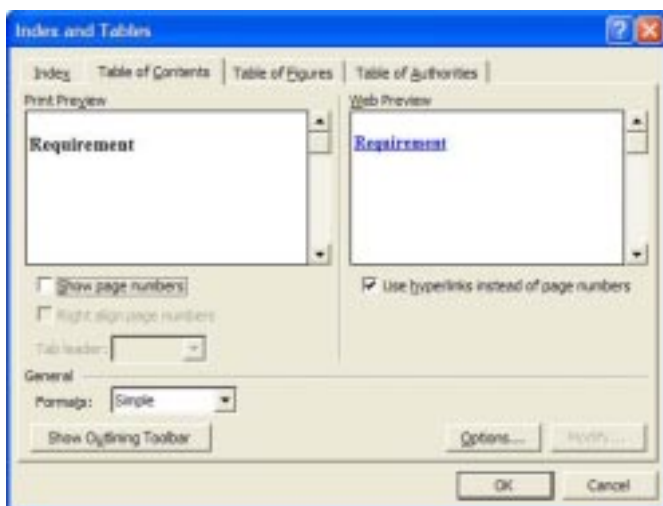 Index and Tables
Index Table of Contents Table of Figures Table of Authorities
Print Preview Web Preview
Requirement Requirement
Show page numbers Use hyperlinks instead of page numbers
Right align page numbers
Tab leader:
General
Formats: Simple
Show Outlining Toolbar Options... Modify...
OK Cancel